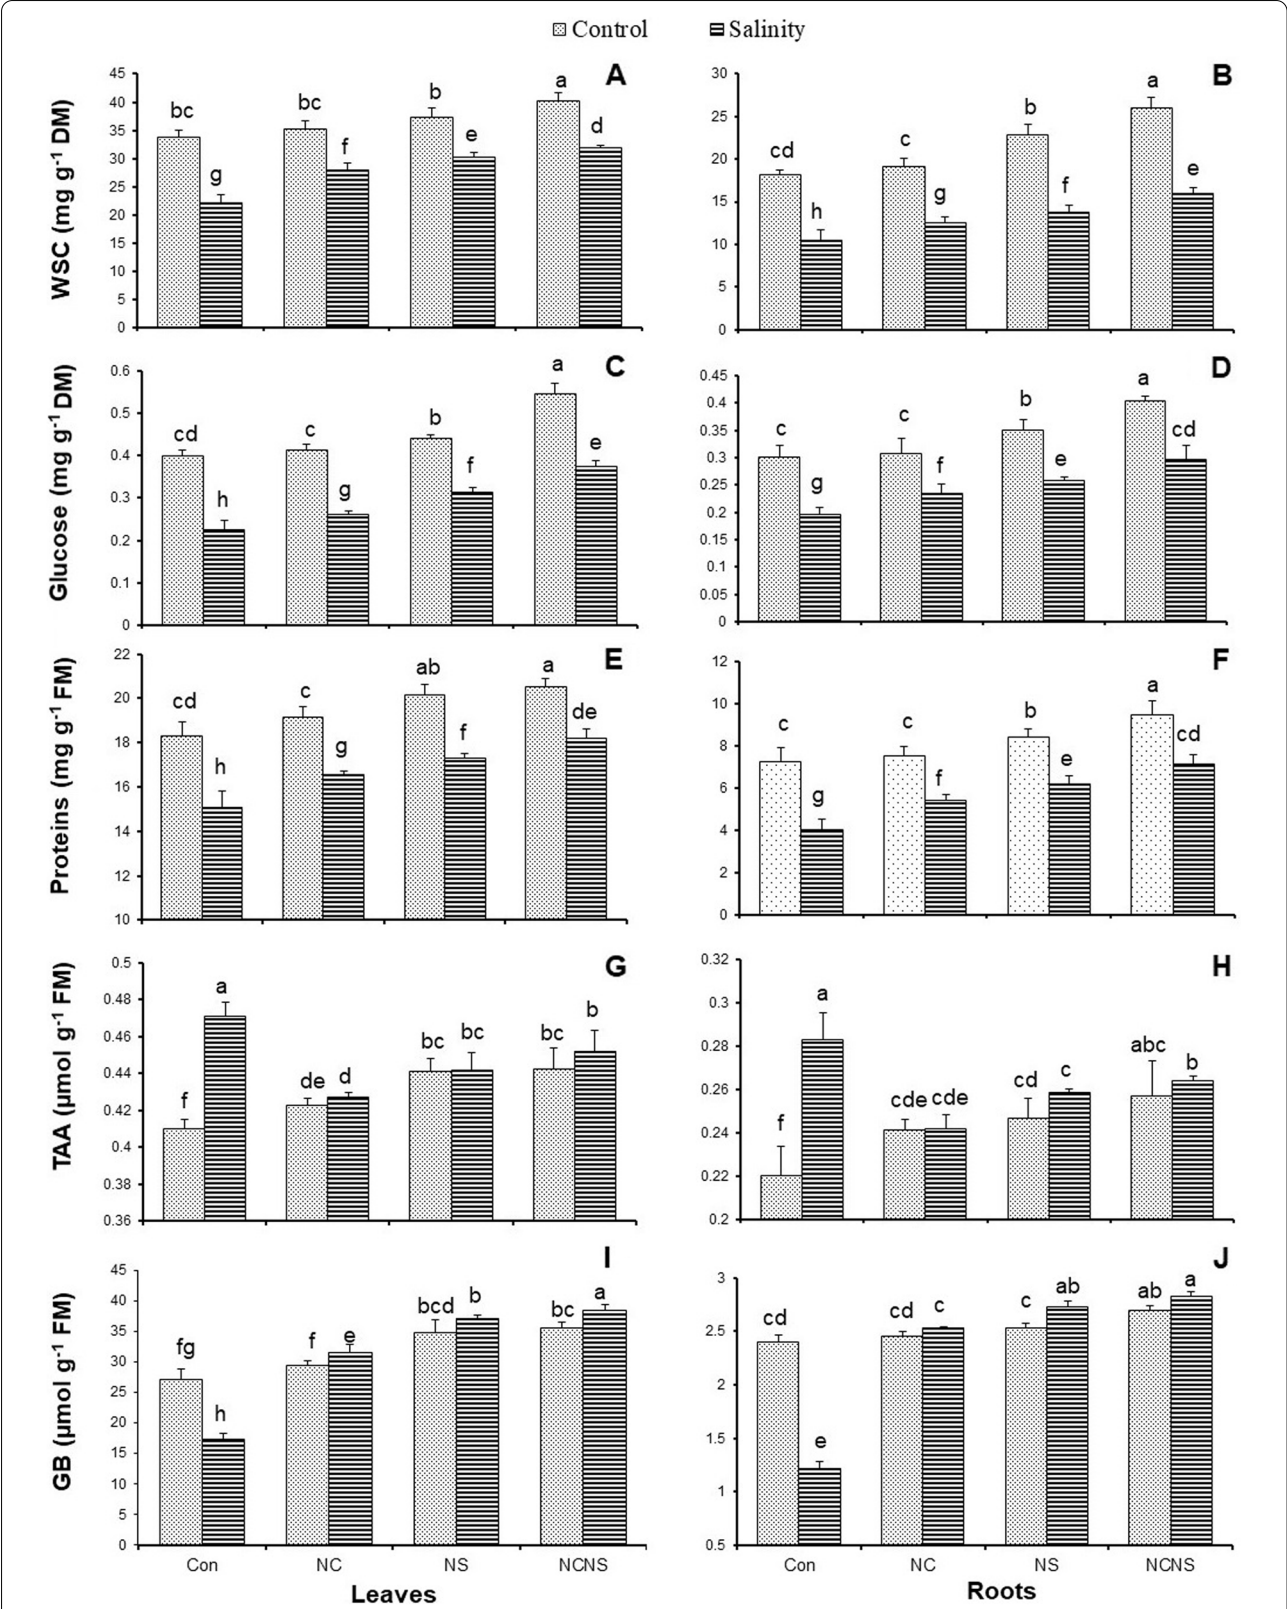 Control Salinity
A
WSC (mg g-1 DM)
45
40
35
30
25
20
15
10
5
0
bc g bc f b e a d
B
30
25
20
15
10
5
0
cd h c g b f a e
C
Glucose (mg g-1 DM)
0.6
0.5
0.4
0.3
0.2
0.1
0
cd h c g b f a e
D
0.45
0.4
0.35
0.3
0.25
0.2
0.15
0.1
0.05
0
c g c f b e a cd
E
Proteins (mg g-1 FM)
22
20
18
16
14
12
10
cd h c g ab f a de
F
12
10
8
6
4
2
0
c g c f b e a cd
G
TAA (µmol g-1 FM)
0.5
0.48
0.46
0.44
0.42
0.4
0.38
0.36
f a de d bc bc bc b
H
0.32
0.3
0.28
0.26
0.24
0.22
0.2
f a cde cde cd c abc b
I
GB (µmol g-1 FM)
45
40
35
30
25
20
15
10
5
0
fg h f e bcd b bc a
Con NC NS NCNS
Leaves
J
3
2.5
2
1.5
1
0.5
cd e cd c c ab ab a
Con NC NS NCNS
Roots